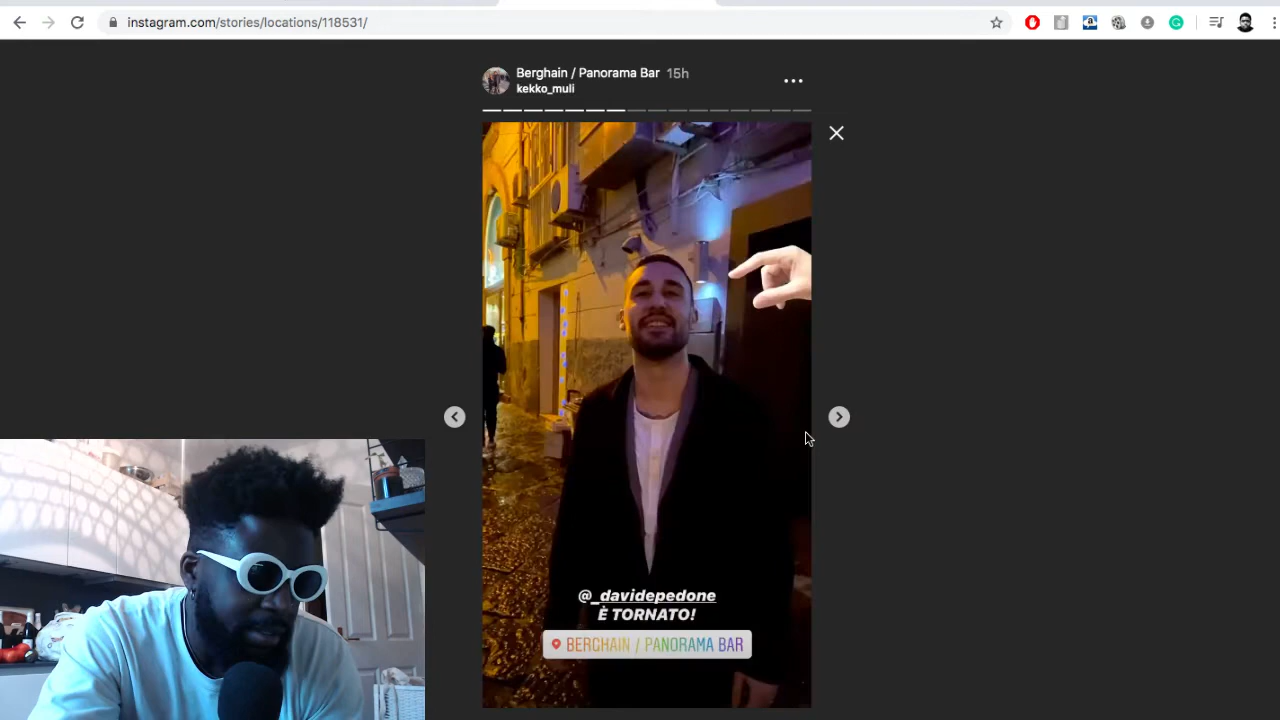 instagram.com/stories/locations/118531/
Berghain / Panorama Bar 15h
kekko_muli
@_davidepedone
È TORNATO!
BERGHAIN / PANORAMA BAR